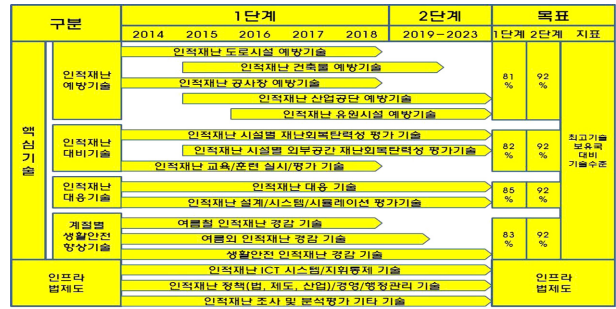 구분
1단계
2단계
목표
2014
2015
2016
2017
2018
2019-2023
1단계
2단계
지표
핵심기술
인적재난
예방기술
인적재난 도로시설 예방기술
인적재난 건축물 예방기술
인적재난 공사장 예방기술
인적재난 산업공단 예방기술
인적재난 유원시설 예방기술
81
%
92
%
인적재난
대비기술
인적재난 시설별 재난회복탄력성 평가 기술
인적재난 시설별 외부공간 재난회복탄력성 평가기술
인적재난 교육/훈련 실시/평가 기술
82
%
92
%
최고기술
보유국
대비
기술수준
인적재난
대응기술
인적재난 대응 기술
인적재난 설계/시스템/시뮬레이션 평가기술
85
%
92
%
계절별
생활안전
향상기술
여름철 인적재난 경감 기술
여름외 인적재난 경감 기술
생활안전 인적재난 경감 기술
83
%
92
%
인프라
법제도
인적재난 ICT 시스템/지휘통제 기술
인적재난 정책(법, 제도, 산업)/경영/행정관리 기술
인적재난 조사 및 분석평가 기타 기술
인프라
법제도